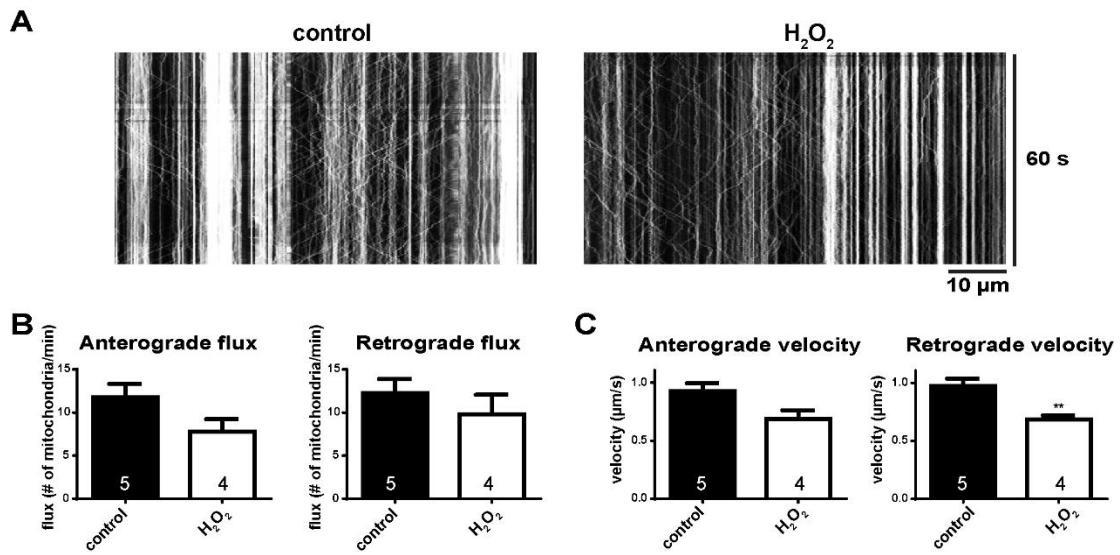 A
control
H₂O₂
60 s
10 μm
B
Anterograde flux
flux (# of mitochondria/min)
15
10
5
0
5
4
control
H₂O₂
Retrograde flux
flux (# of mitochondria/min)
15
10
5
0
5
4
control
H₂O₂
C
Anterograde velocity
velocity (μm/s)
1.0
0.5
0.0
5
4
control
H₂O₂
Retrograde velocity
velocity (μm/s)
1.0
0.5
0.0
**
5
4
control
H₂O₂